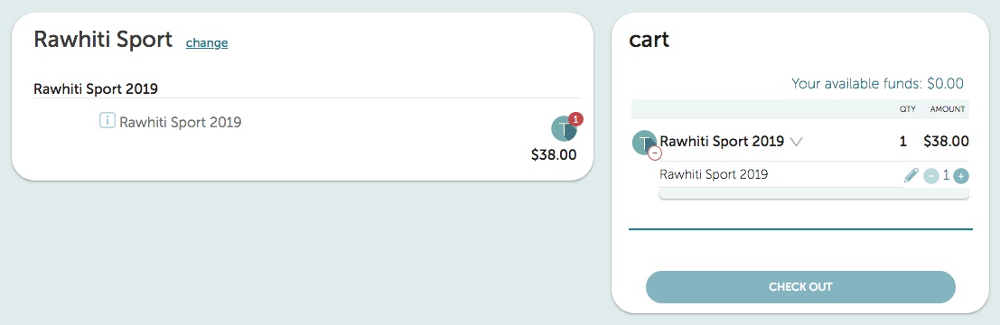 Rawhiti Sport change
Rawhiti Sport 2019
i Rawhiti Sport 2019
T 1
$38.00
cart
Your available funds: $0.00
QTY AMOUNT
T Rawhiti Sport 2019 1 $38.00
Rawhiti Sport 2019 − 1 +
CHECK OUT